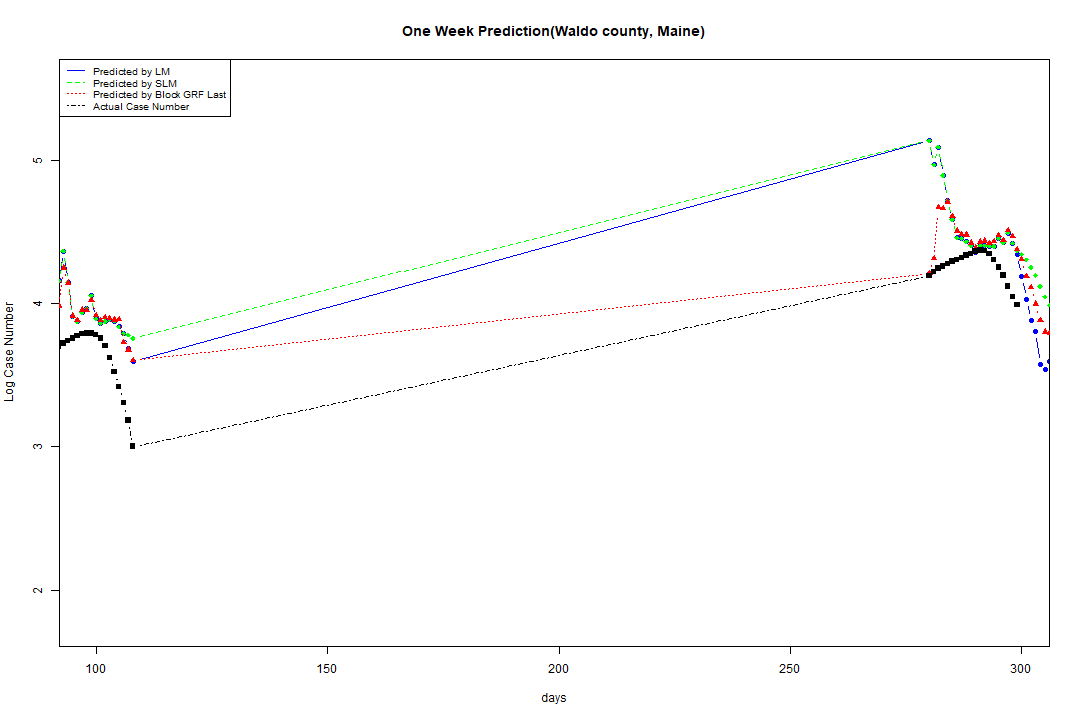 One Week Prediction(Waldo county, Maine)
Predicted by LM
Predicted by SLM
Predicted by Block GRF Last
Actual Case Number
5
4
3
2
Log Case Number
100 150 200 250 300
days